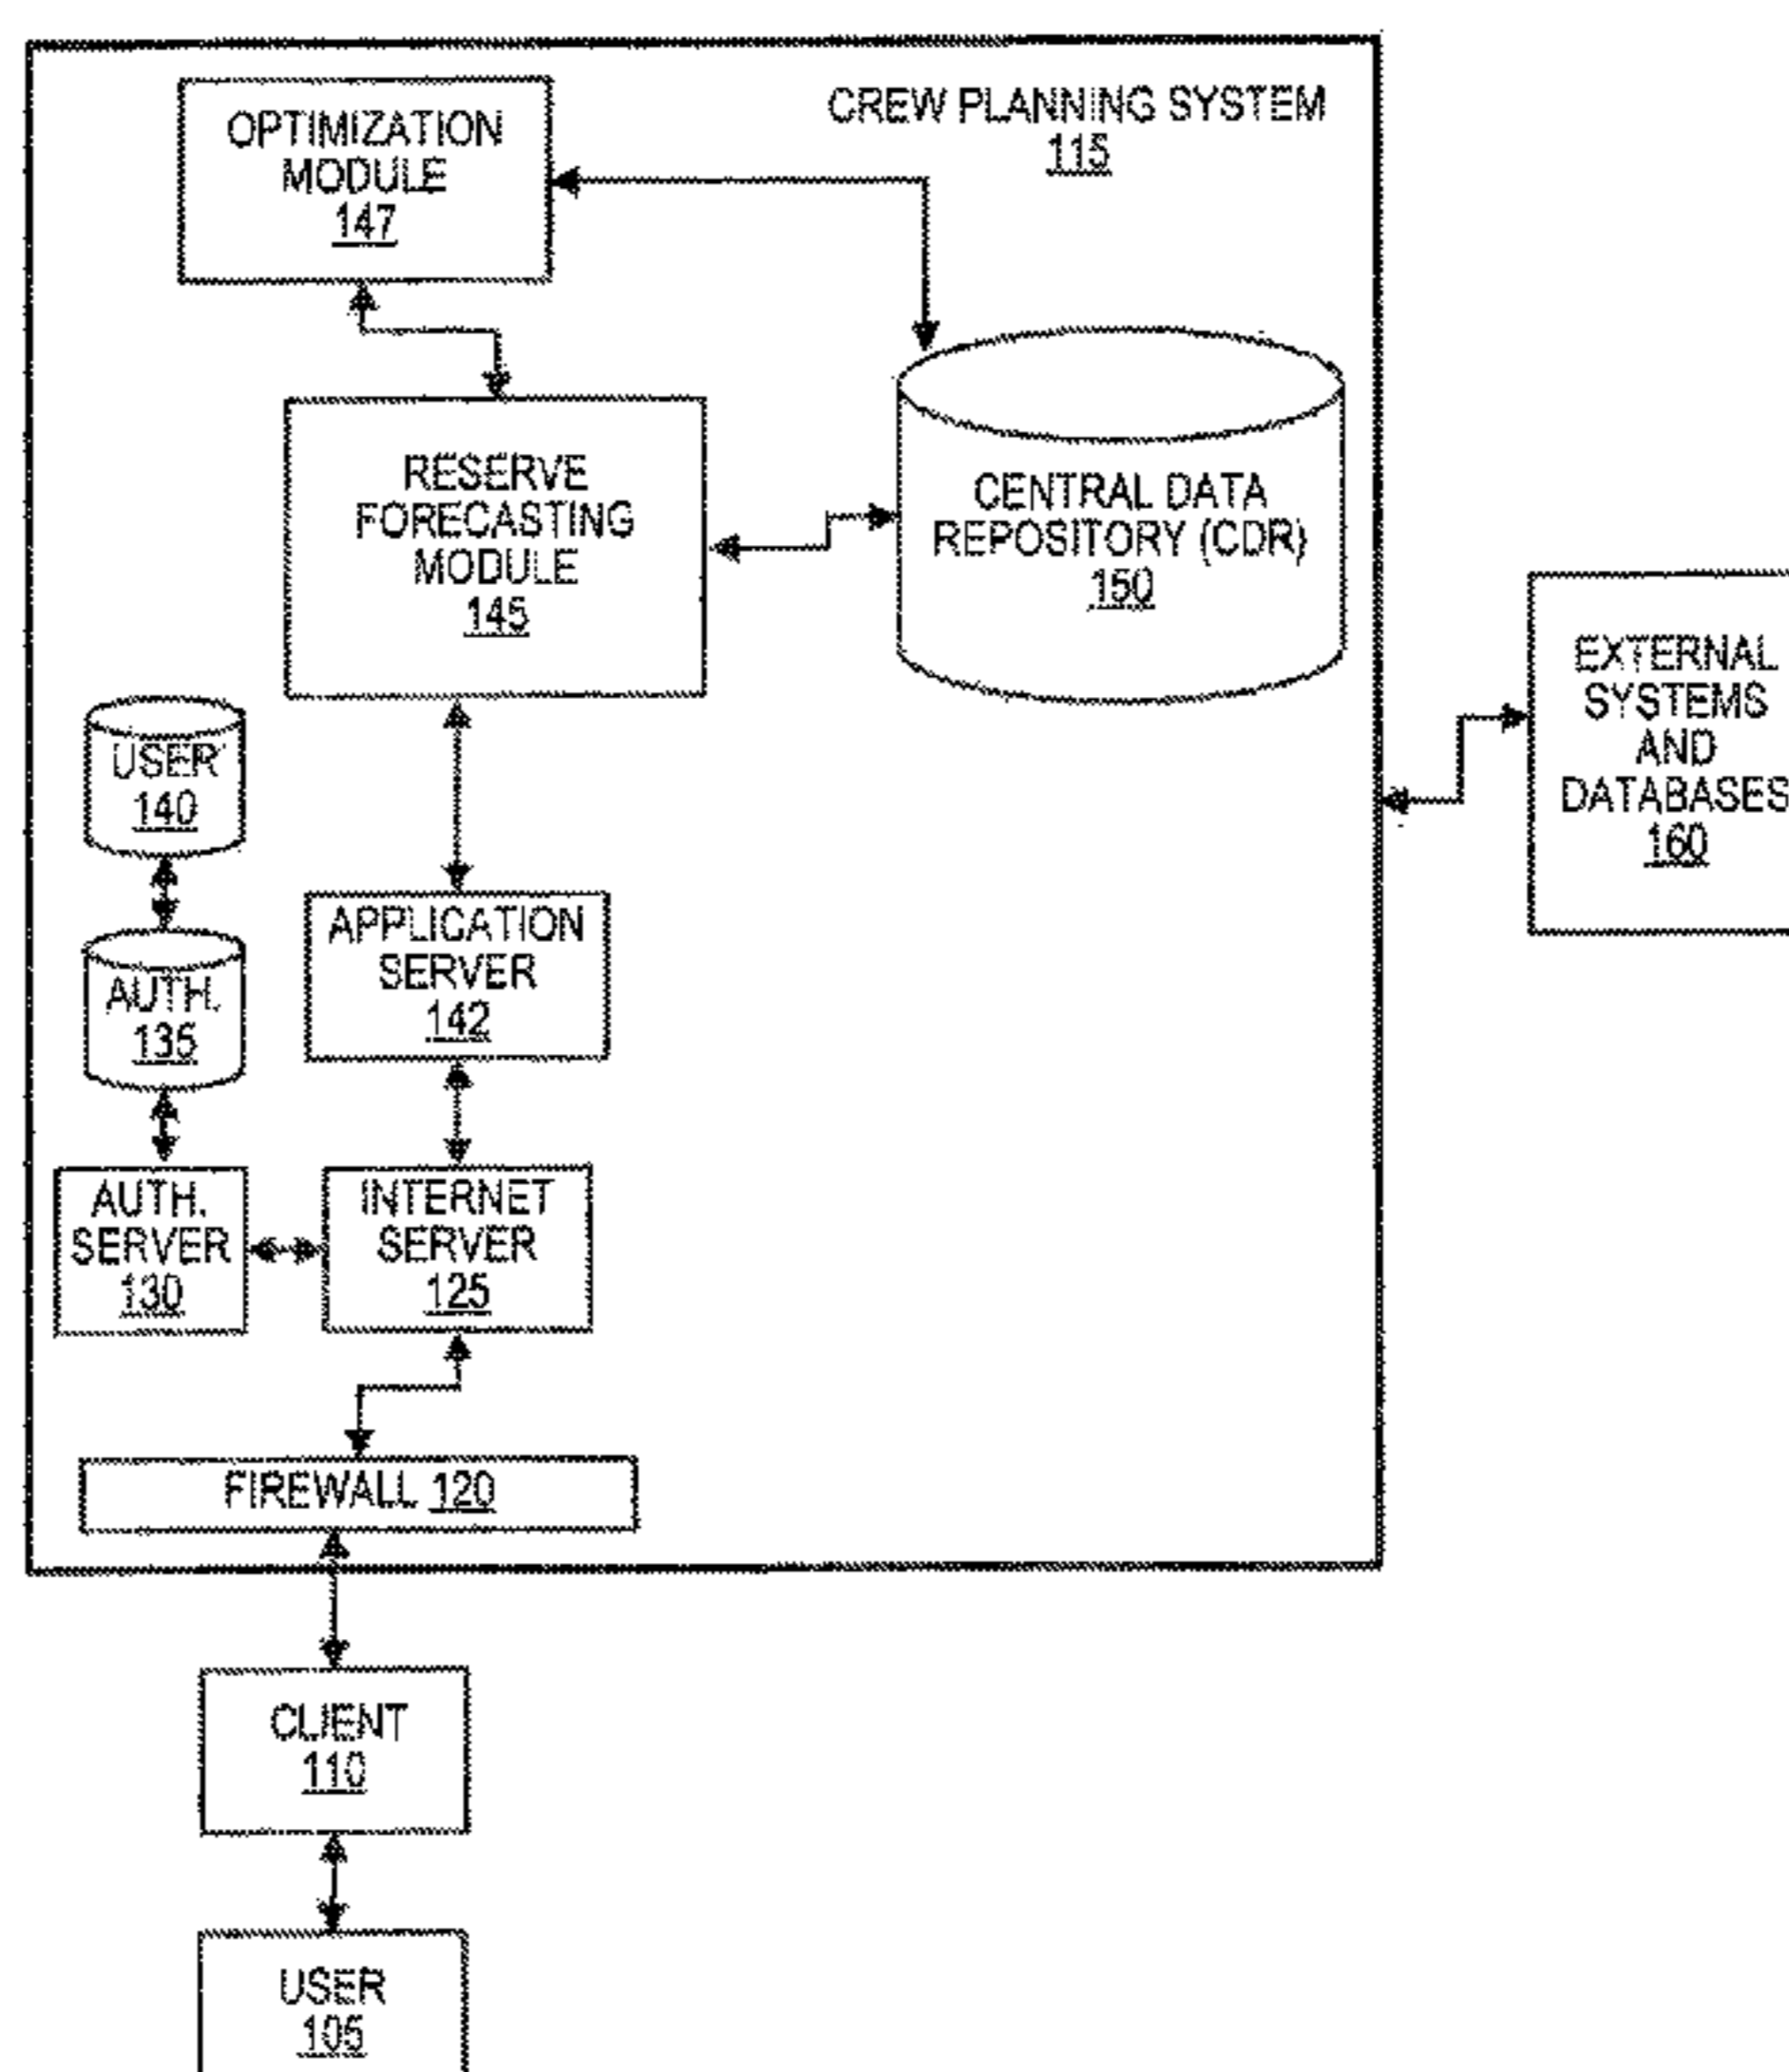 CREW PLANNING SYSTEM
115
OPTIMIZATION
MODULE
147
RESERVE
FORECASTING
MODULE
145
CENTRAL DATA
REPOSITORY (CDR)
150
EXTERNAL
SYSTEMS
AND
DATABASES
160
USER
140
AUTH.
135
APPLICATION
SERVER
142
AUTH.
SERVER
130
INTERNET
SERVER
125
FIREWALL 120
CLIENT
110
USER
105